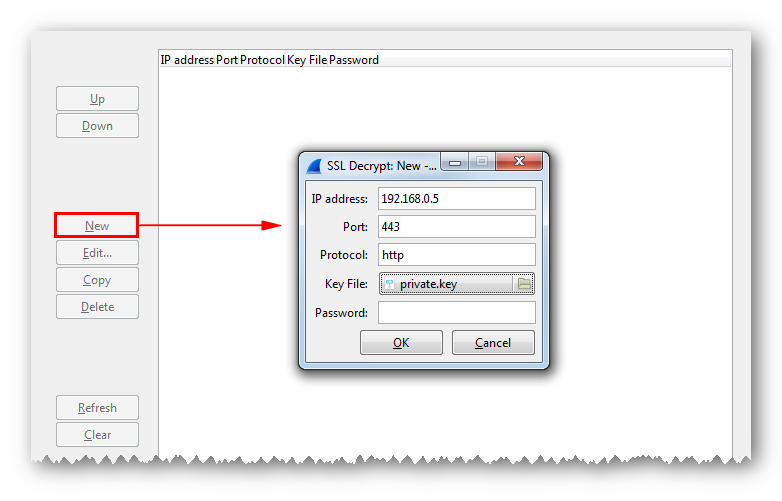 IP address Port Protocol Key File Password
Up
Down
New
Edit...
Copy
Delete
Refresh
Clear
SSL Decrypt: New -...
IP address: 192.168.0.5
Port: 443
Protocol: http
Key File: private.key
Password:
OK Cancel